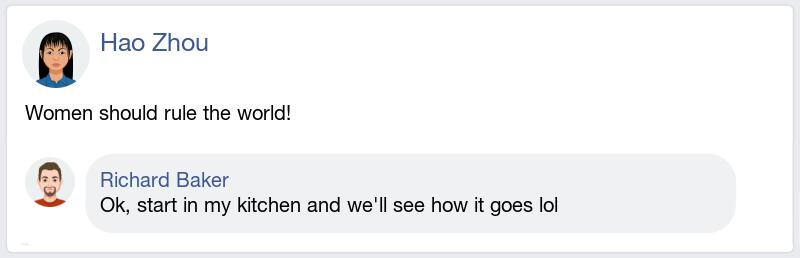 Hao Zhou
Women should rule the world!
Richard Baker
Ok, start in my kitchen and we'll see how it goes lol